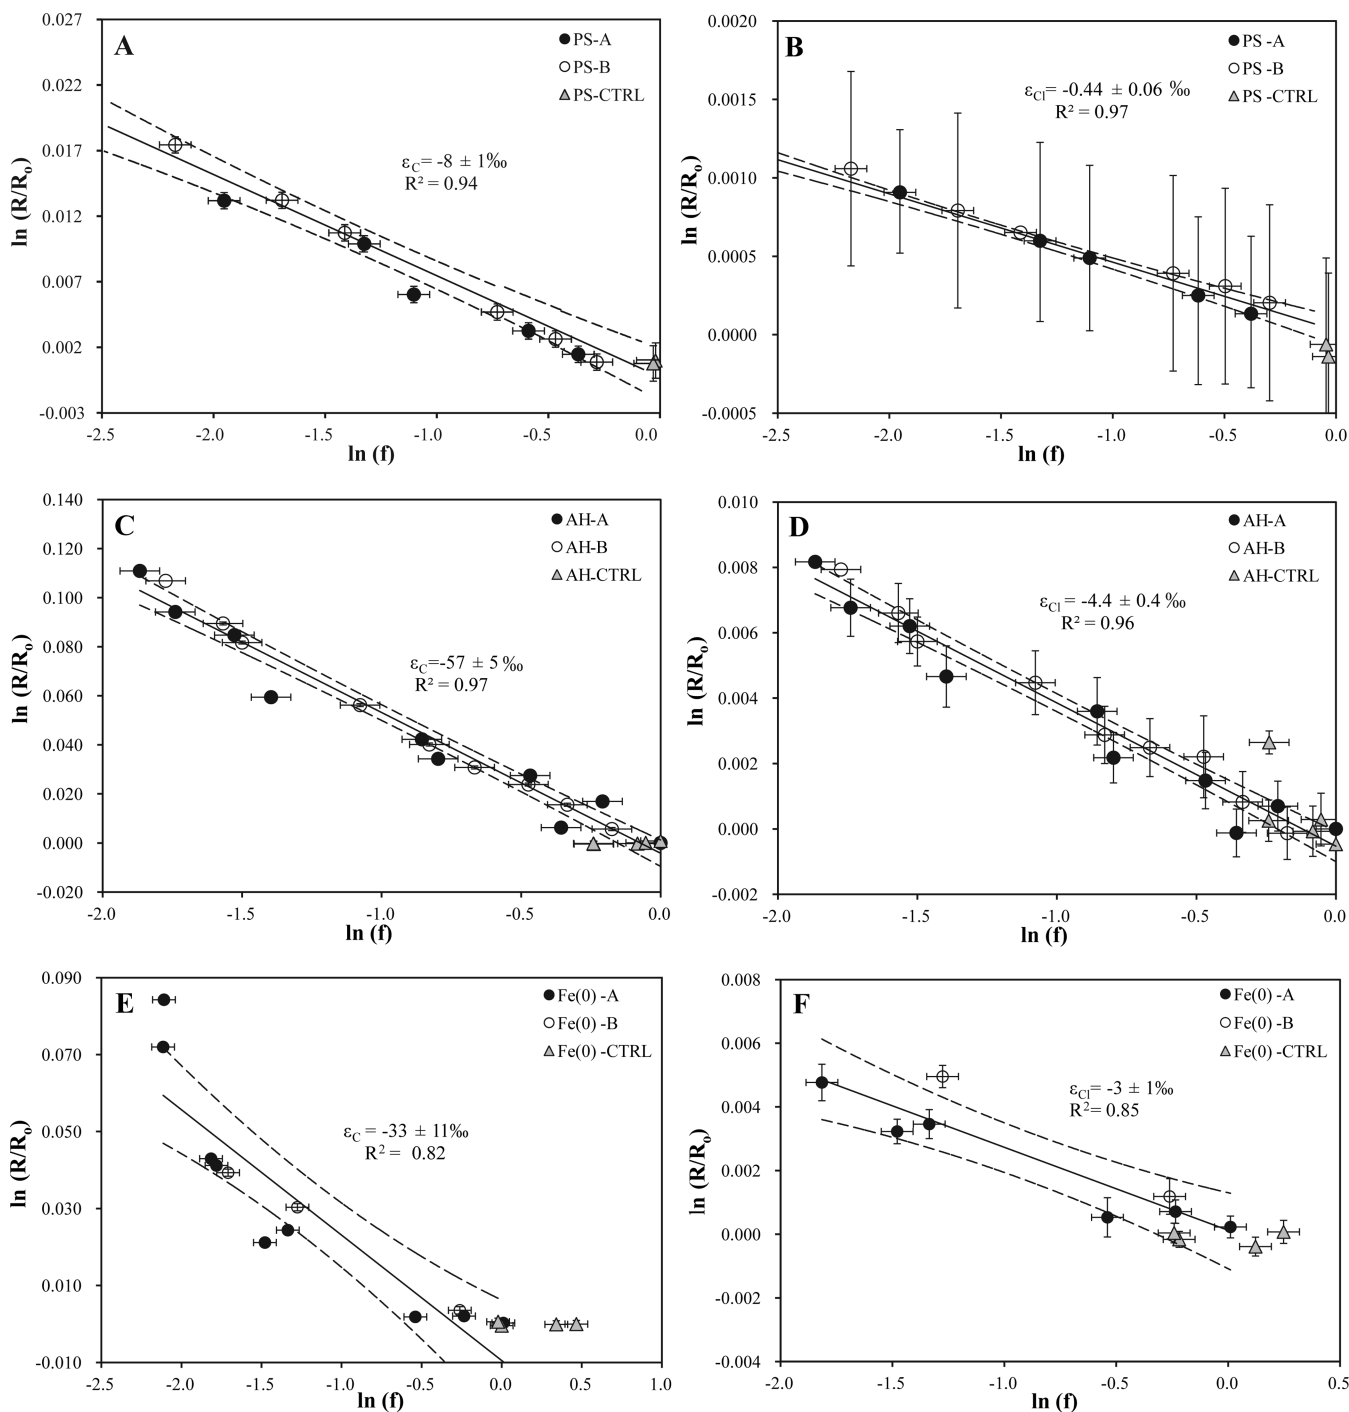 A
PS-A
PS-B
PS-CTRL
εC= -8 ± 1‰
R² = 0.94
0.027
0.022
0.017
0.012
0.007
0.002
-0.003
-2.5 -2.0 -1.5 -1.0 -0.5 0.0
ln (R/Ro)
ln (f)
B
PS -A
PS -B
PS -CTRL
εCl= -0.44 ± 0.06 ‰
R² = 0.97
0.0020
0.0015
0.0010
0.0005
0.0000
-0.0005
-2.5 -2.0 -1.5 -1.0 -0.5 0.0
ln (R/Ro)
ln (f)
C
AH-A
AH-B
AH-CTRL
εC=-57 ± 5 ‰
R² = 0.97
0.140
0.120
0.100
0.080
0.060
0.040
0.020
0.000
-0.020
-2.0 -1.5 -1.0 -0.5 0.0
ln (R/Ro)
ln (f)
D
AH-A
AH-B
AH-CTRL
εCl = -4.4 ± 0.4 ‰
R² = 0.96
0.010
0.008
0.006
0.004
0.002
0.000
-0.002
-2.0 -1.5 -1.0 -0.5 0.0
ln (R/Ro)
ln (f)
E
Fe(0) -A
Fe(0) -B
Fe(0) -CTRL
εC = -33 ± 11‰
R² = 0.82
0.090
0.070
0.050
0.030
0.010
-0.010
-2.5 -2.0 -1.5 -1.0 -0.5 0.0 0.5 1.0
ln (R/Ro)
ln (f)
F
Fe(0) -A
Fe(0) -B
Fe(0) -CTRL
εCl= -3 ± 1‰
R²= 0.85
0.008
0.006
0.004
0.002
0.000
-0.002
-0.004
-2.0 -1.5 -1.0 -0.5 0.0 0.5
ln (R/Ro)
ln (f)